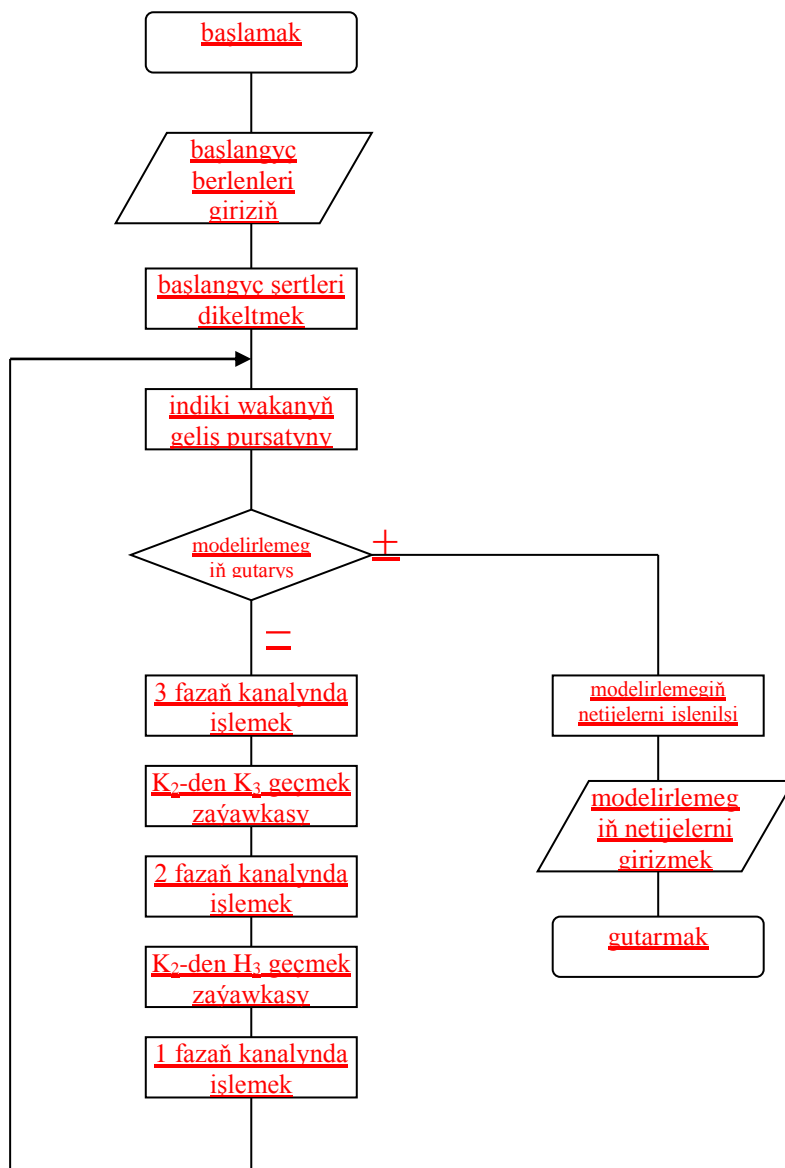 başlamak
başlangyç
berlenleri
giriziň
başlangyç şertleri
dikeltmek
indiki wakanyň
geliş pursatyny
modelirlemeg
iň gutaryş
+
−
3 fazaň kanalynda
işlemek
K₂-den K₃ geçmek
zaýawkasy
2 fazaň kanalynda
işlemek
K₂-den H₃ geçmek
zaýawkasy
1 fazaň kanalynda
işlemek
modelirlemegiň
netijelerni işlenilşi
modelirlemeg
iň netijelerni
girizmek
gutarmak